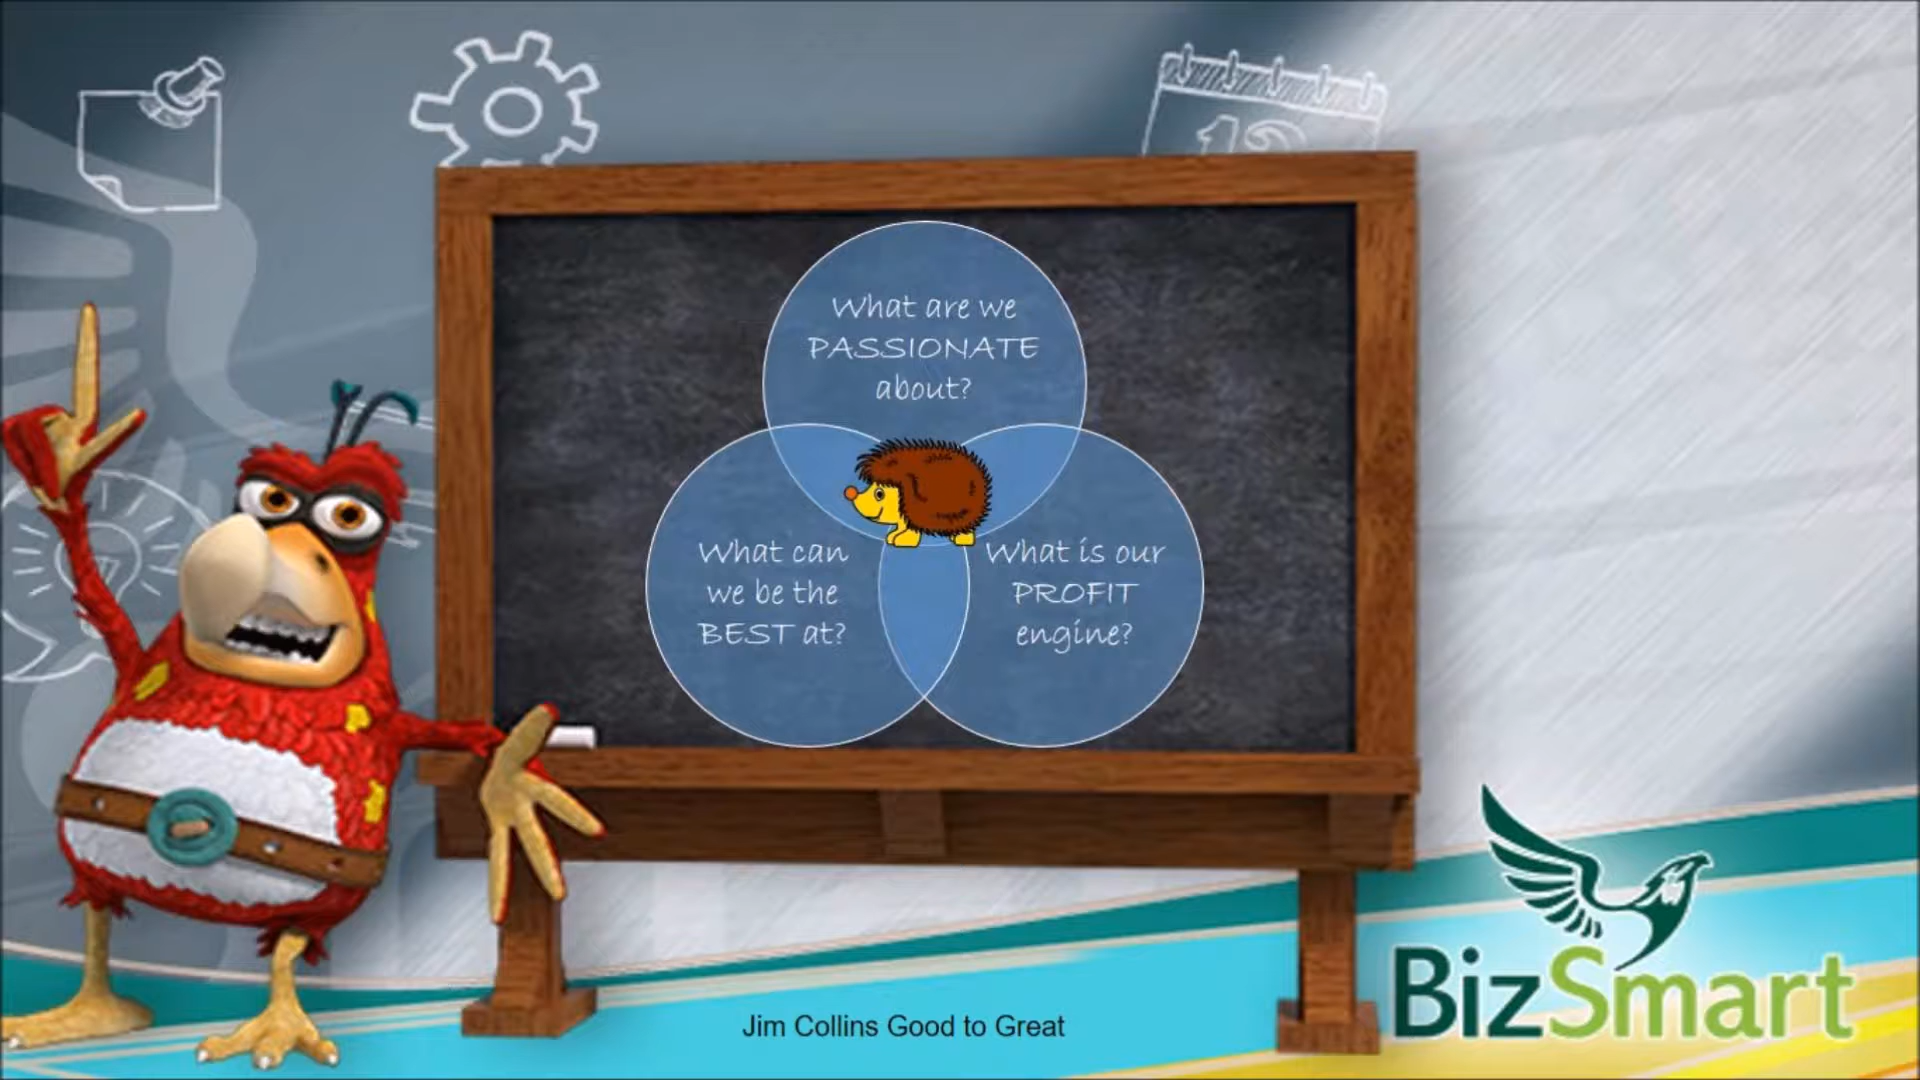 12
What are we
PASSIONATE
about?
What can
we be the
BEST at?
What is our
PROFIT
engine?
BizSmart
Jim Collins Good to Great